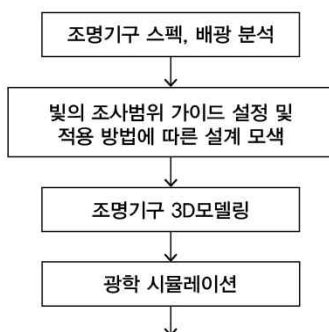 조명기구 스펙, 배광 분석
빛의 조사범위 가이드 설정 및
적용 방법에 따른 설계 모색
조명기구 3D모델링
광학 시뮬레이션